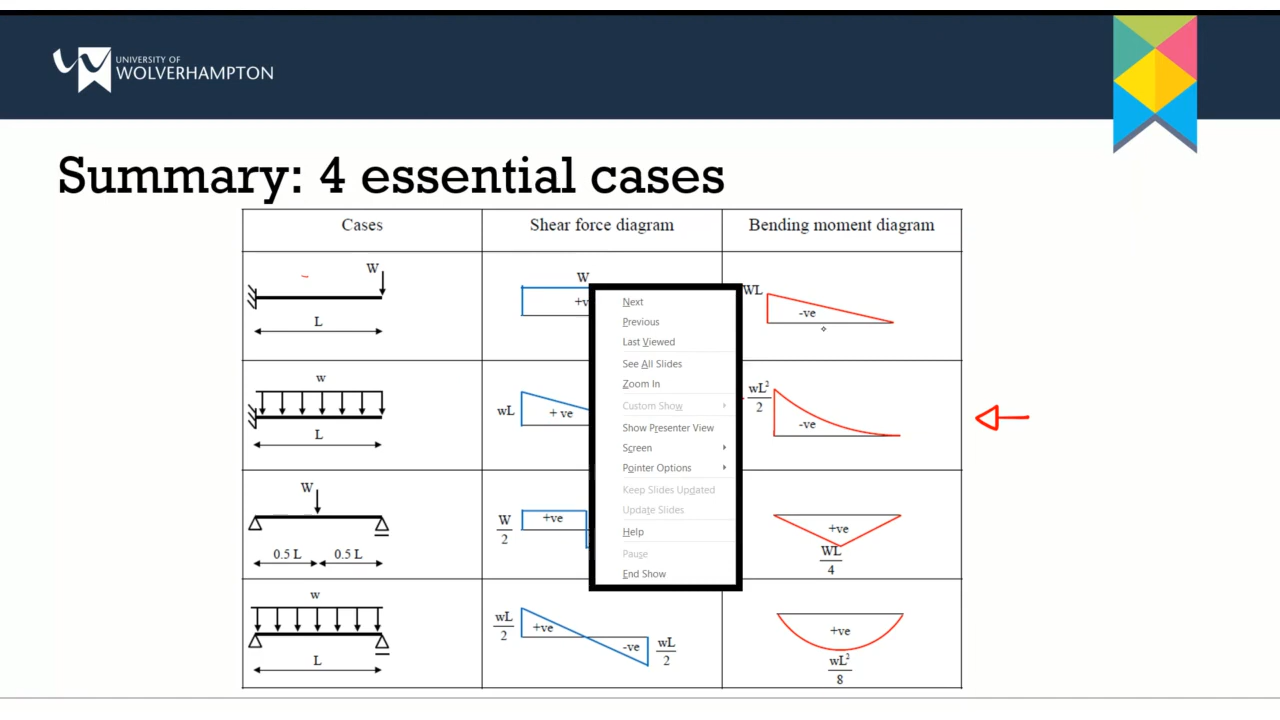 UNIVERSITY OF
WOLVERHAMPTON
Summary: 4 essential cases
Cases
Shear force diagram
Bending moment diagram
W
L
W
WL
-ve
w
L
wL
+ ve
wL²
2
-ve
W
0.5 L
0.5 L
W
2
+ve
+ve
WL
4
w
L
wL
2
+ve
-ve
wL
2
+ve
wL²
8
Next
Previous
Last Viewed
See All Slides
Zoom In
Custom Show
Show Presenter View
Screen
Pointer Options
Keep Slides Updated
Update Slides
Help
Pause
End Show